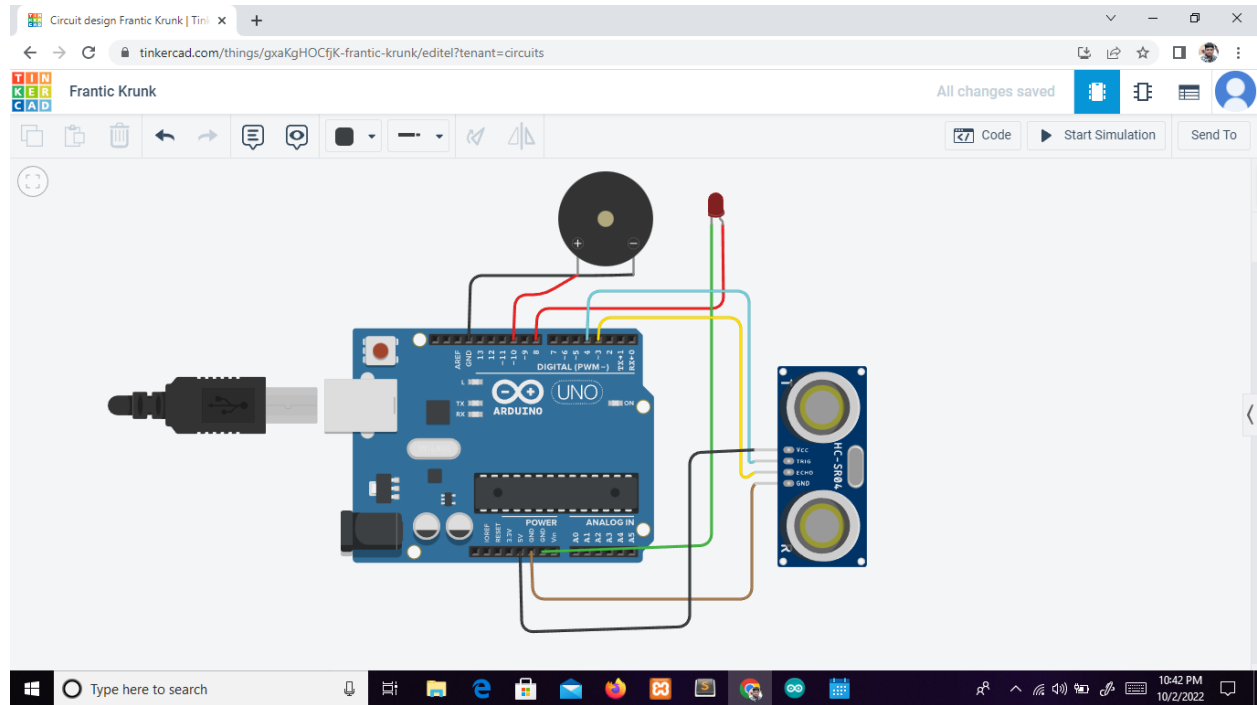 Circuit design Frantic Krunk | Tink
tinkercad.com/things/gxaKgHOCfjK-frantic-krunk/editel?tenant=circuits
TIN
KER
CAD
Frantic Krunk
All changes saved
Code
Start Simulation
Send To
AREF
GND
13
12
~11
~10
~9
8
7
~6
~5
4
~3
2
TX→1
RX←0
DIGITAL (PWM~)
L
TX
RX
ARDUINO
UNO
ON
POWER
ANALOG IN
IOREF
RESET
3.3V
5V
GND
GND
Vin
A0
A1
A2
A3
A4
A5
T
HC-SR04
VCC
TRIG
ECHO
GND
R
Type here to search
10:42 PM
10/2/2022